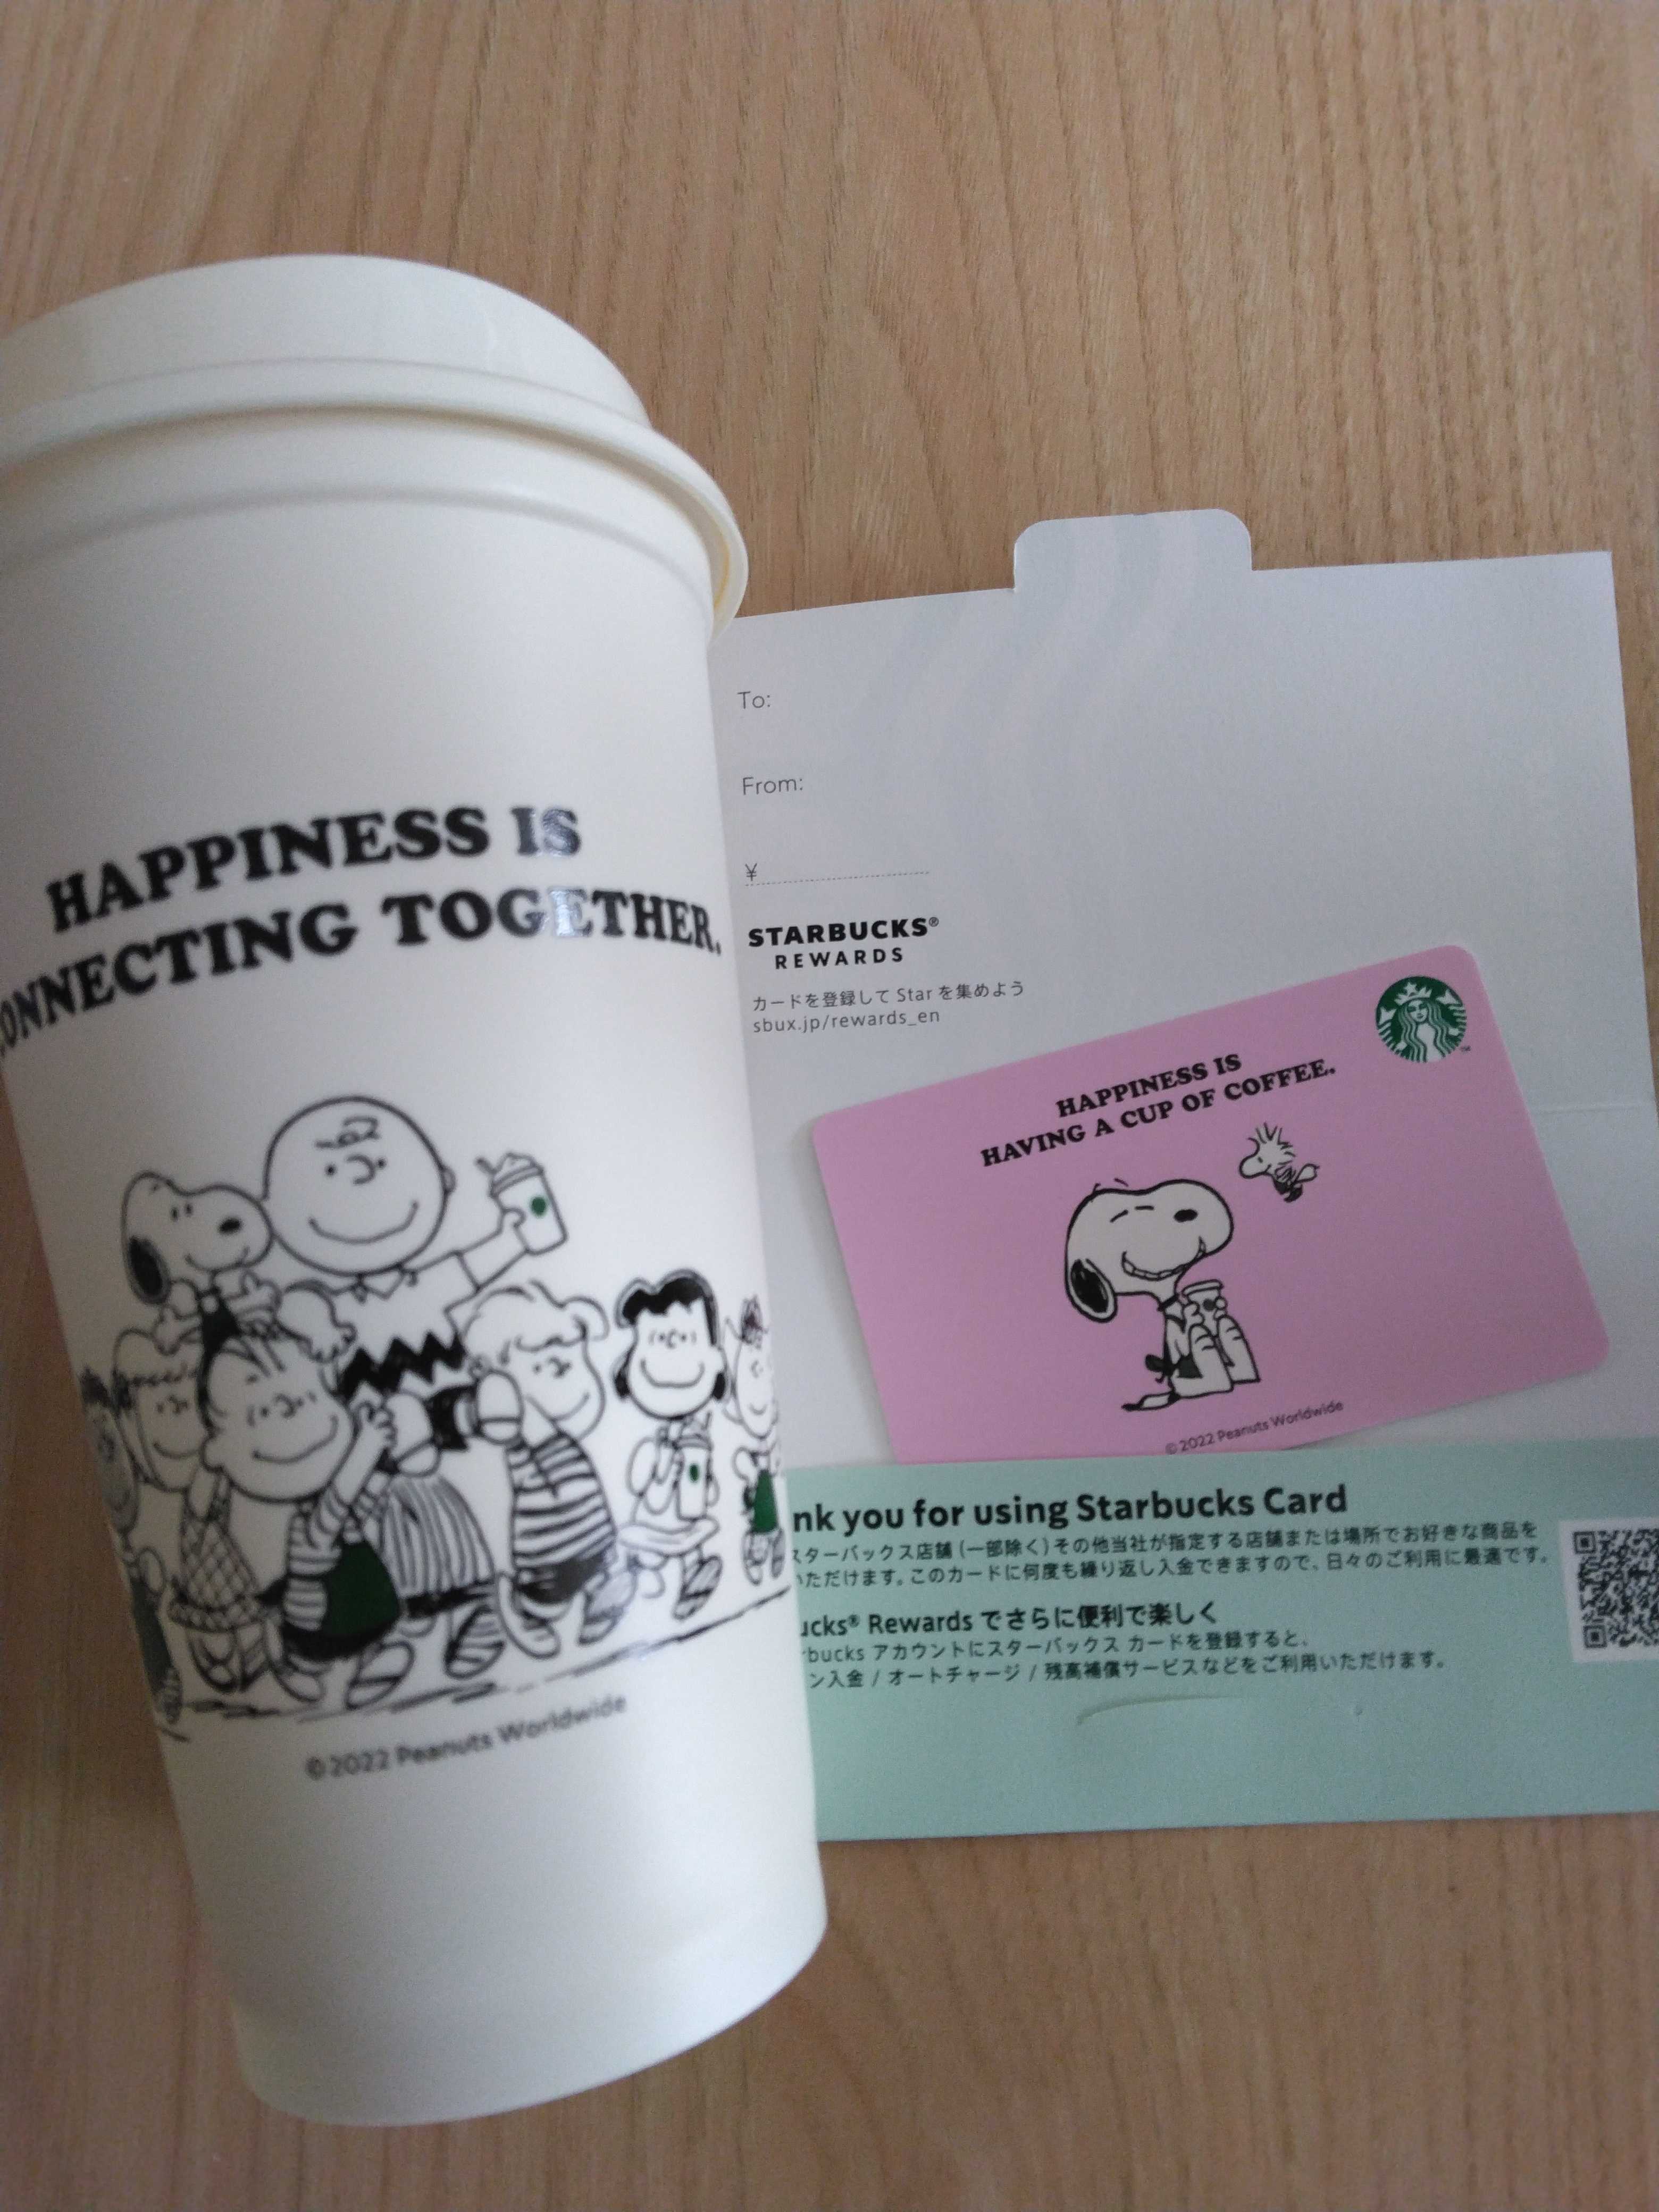 HAPPINESS IS
ONNECTING TOGETHER.
©2022 Peanuts Worldwide
To:
From:
¥
STARBUCKS®
REWARDS
カードを登録して Star を集めよう
sbux.jp/rewards_en
HAPPINESS IS
HAVING A CUP OF COFFEE.
TM
©2022 Peanuts Worldwide
nk you for using Starbucks Card
スターバックス店舗(一部除く)その他当社が指定する店舗または場所でお好きな商品を
いただけます。このカードに何度も繰り返し入金できますので、日々のご利用に最適です。
ucks® Rewards でさらに便利で楽しく
rbucks アカウントにスターバックス カードを登録すると、
ン入金 / オートチャージ / 残高補償サービスなどをご利用いただけます。